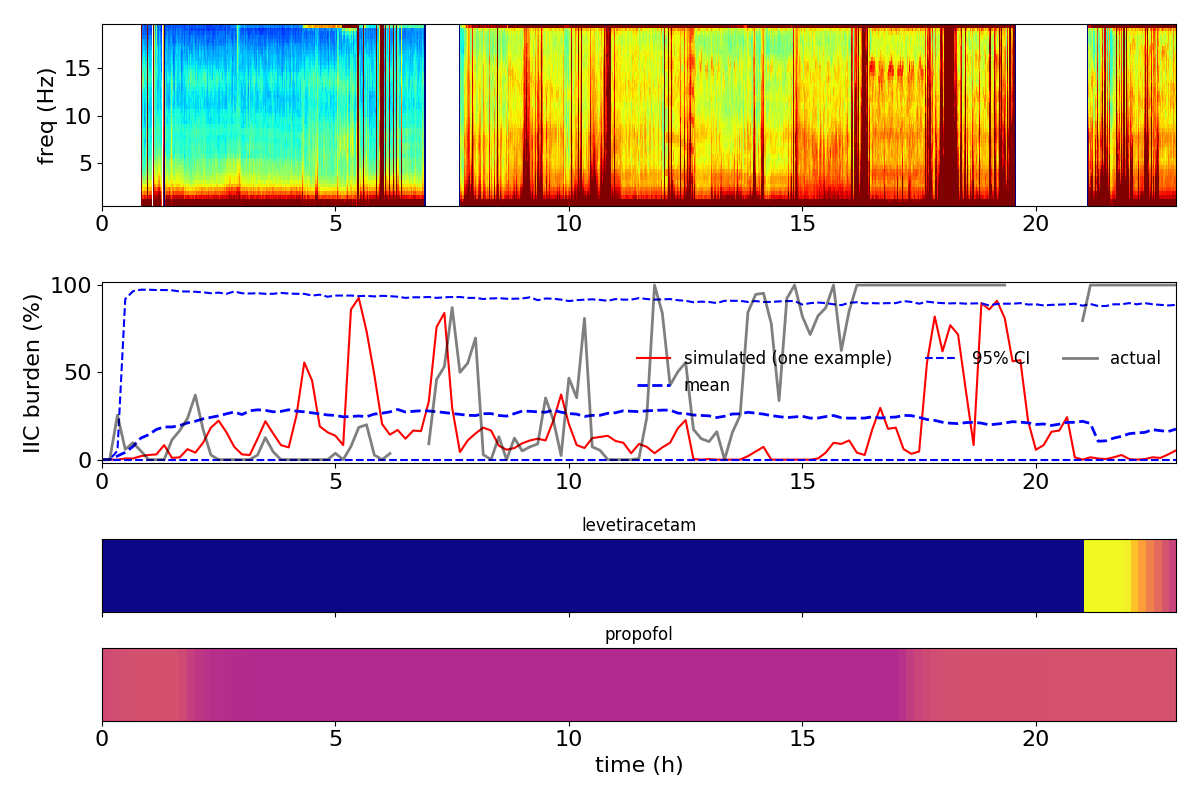 freq (Hz)
15
10
5
0 5 10 15 20
IIC burden (%)
100
50
0
simulated (one example) 95% CI actual
mean
0 5 10 15 20
levetiracetam
propofol
0 5 10 15 20
time (h)